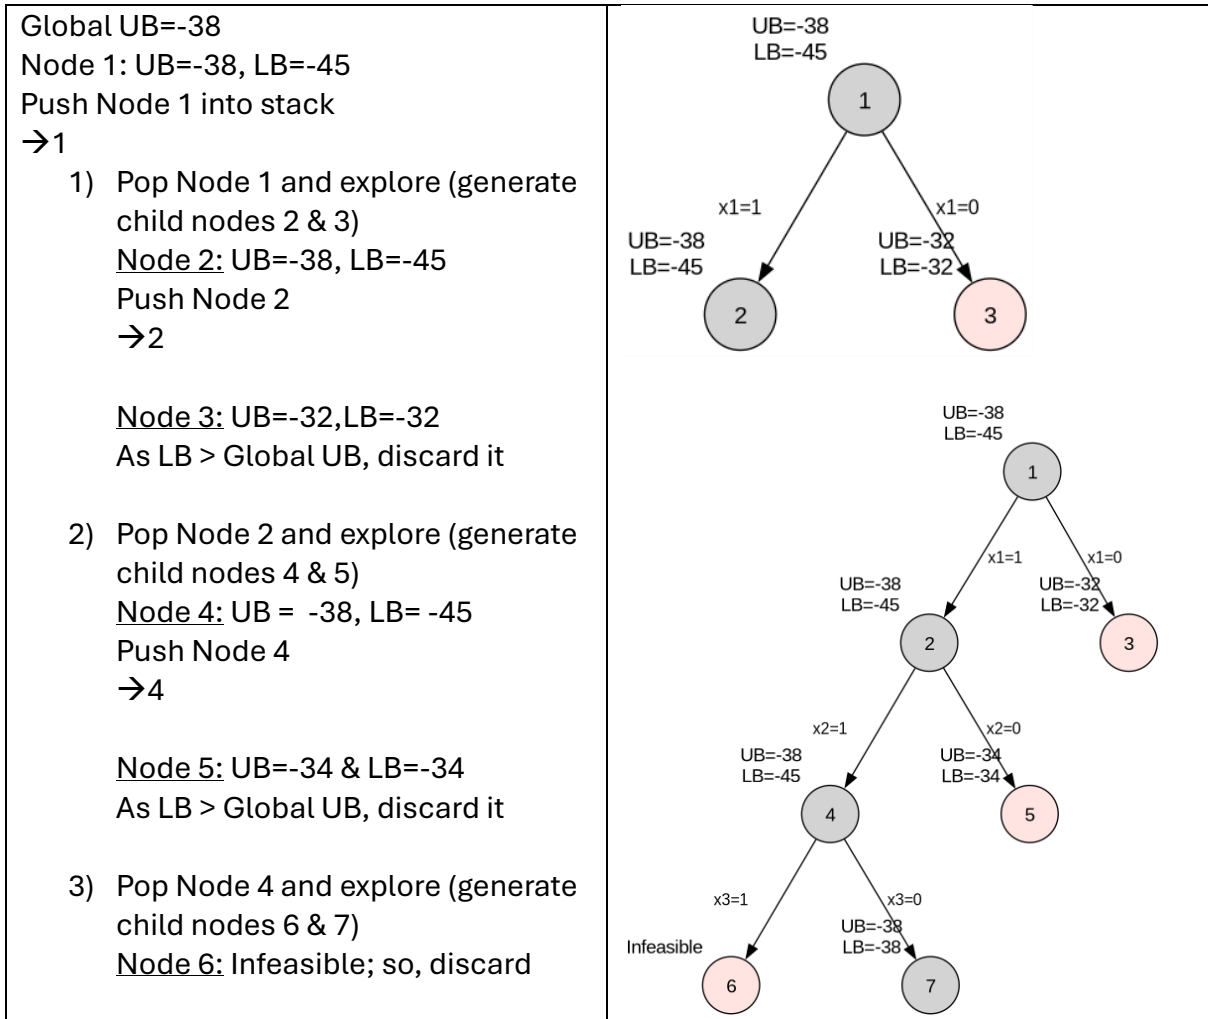 Global UB=-38
Node 1: UB=-38, LB=-45
Push Node 1 into stack
→1
1) Pop Node 1 and explore (generate
child nodes 2 & 3)
Node 2: UB=-38, LB=-45
Push Node 2
→2
Node 3: UB=-32,LB=-32
As LB > Global UB, discard it
2) Pop Node 2 and explore (generate
child nodes 4 & 5)
Node 4: UB = -38, LB= -45
Push Node 4
→4
Node 5: UB=-34 & LB=-34
As LB > Global UB, discard it
3) Pop Node 4 and explore (generate
child nodes 6 & 7)
Node 6: Infeasible; so, discard
UB=-38
LB=-45
1
x1=1
x1=0
UB=-38
LB=-45
UB=-32
LB=-32
2
3
UB=-38
LB=-45
1
x1=1
x1=0
UB=-38
LB=-45
UB=-32
LB=-32
2
3
x2=1
x2=0
UB=-38
LB=-45
UB=-34
LB=-34
4
5
x3=1
x3=0
Infeasible
UB=-38
LB=-38
6
7